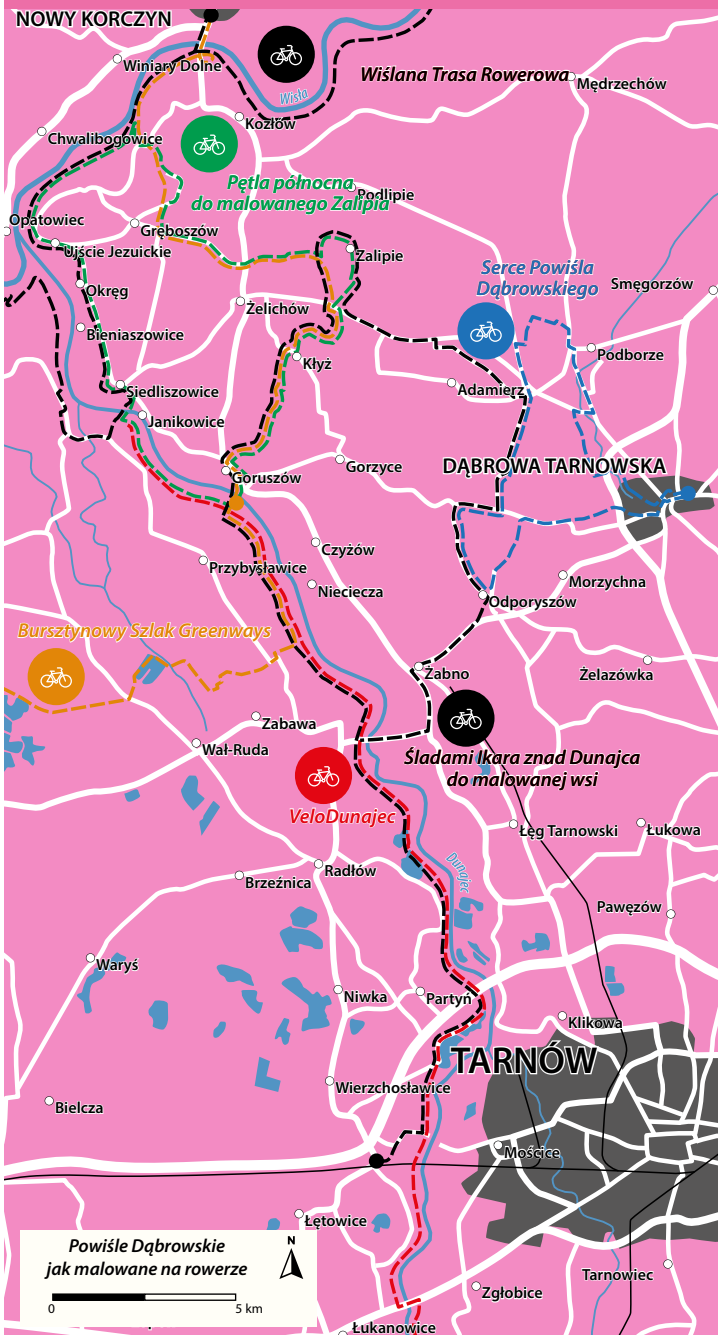 NOWY KORCZYN
Winiary Dolne
Wisła
Wiślana Trasa Rowerowa
Mędrzechów
Kozłów
Chwalibogowice
Pętla północna
do malowanego Zalipia
Podlipie
Opatowiec
Gręboszów
Ujście Jezuickie
Zalipie
Serce Powiśla
Dąbrowskiego
Smęgorzów
Okręg
Żelichów
Bieniaszowice
Podborze
Kłyż
Adamierz
Siedliszowice
Janikowice
Gorzyce
DĄBROWA TARNOWSKA
Goruszów
Czyżów
Przybysławice
Nieciecza
Morzychna
Odporyszów
Bursztynowy Szlak Greenways
Żabno
Żelazówka
Zabawa
Wał-Ruda
Śladami Ikara znad Dunajca
do malowanej wsi
VeloDunajec
Łęg Tarnowski
Łukowa
Dunajec
Radłów
Brzeźnica
Pawęzów
Waryś
Niwka
Partyń
Klikowa
TARNÓW
Wierzchosławice
Bielcza
Mościce
Łętowice
Powiśle Dąbrowskie
jak malowane na rowerze
N
0
5 km
Tarnowiec
Zgłobice
Łukanowice